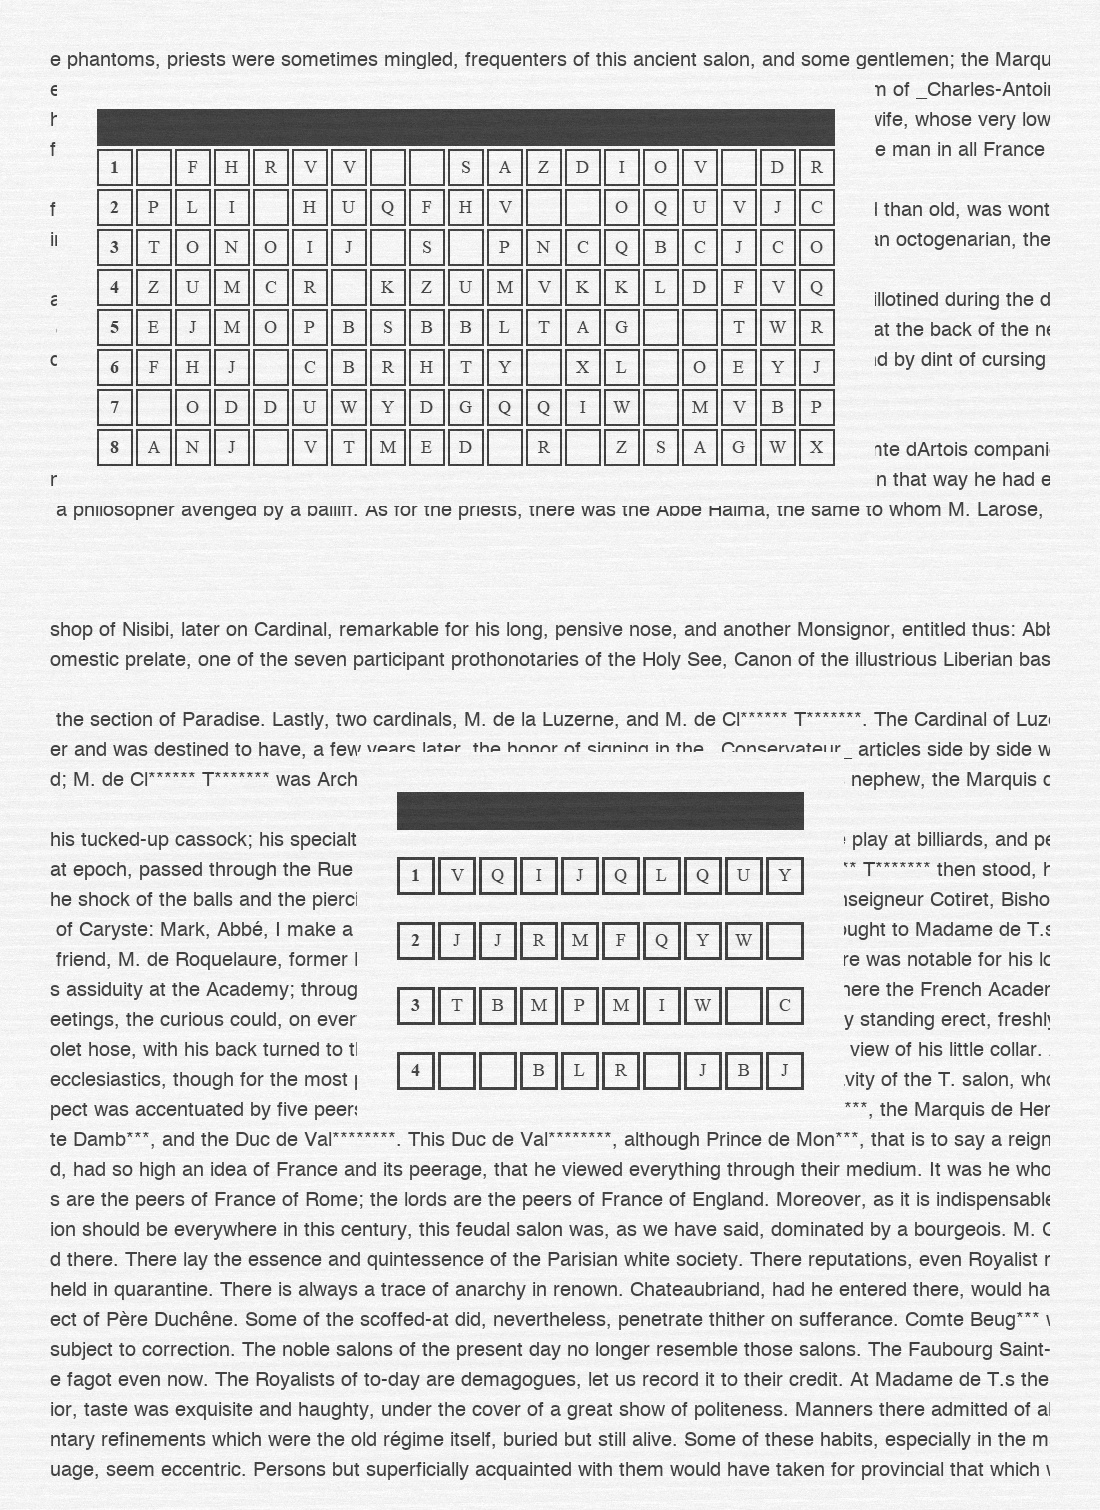 e phantoms, priests were sometimes mingled, frequenters of this ancient salon, and some gentlemen; the Marqu
e m of _Charles-Antoi
h wife, whose very low
f e man in all France
1 F H R V V S A Z D I O V D R
f l than old, was wont
2 P L I H U Q F H V O Q U V J C
i an octogenarian, the
3 T O N O I J S P N C Q B C J C O
a illotined during the d
4 Z U M C R K Z U M V K K L D F V Q
at the back of the ne
5 E J M O P B S B B L T A G T W R
d by dint of cursing
6 F H J C B R H T Y X L O E Y J
7 O D D U W Y D G Q Q I W M V B P
nte dArtois compani
8 A N J V T M E D R Z S A G W X
n that way he had e
a philosopher avenged by a bailiff. As for the priests, there was the Abbé Halma, the same to whom M. Larose,
shop of Nisibi, later on Cardinal, remarkable for his long, pensive nose, and another Monsignor, entitled thus: Abb
omestic prelate, one of the seven participant prothonotaries of the Holy See, Canon of the illustrious Liberian bas
the section of Paradise. Lastly, two cardinals, M. de la Luzerne, and M. de Cl****** T*******. The Cardinal of Luz
er and was destined to have, a few years later, the honor of signing in the _Conservateur_ articles side by side w
d; M. de Cl****** T******* was Arch nephew, the Marquis
his tucked-up cassock; his specialt play at billiards, and pe
at epoch, passed through the Rue ** T******* then stood, h
1 V Q I J Q L Q U Y
he shock of the balls and the pierci nseigneur Cotiret, Bisho
of Caryste: Mark, Abbé, I make a ought to Madame de T.s
2 J J R M F Q Y W
friend, M. de Roquelaure, former re was notable for his
s assiduity at the Academy; throug here the French Acade
3 T B M P M I W C
eetings, the curious could, on ever y standing erect, freshly
olet hose, with his back turned to view of his little collar.
ecclesiastics, though for the most vity of the T. salon, who
4 B L R J B J
pect was accentuated by five peers ***, the Marquis de Her
te Damb***, and the Duc de Val********. This Duc de Val********, although Prince de Mon***, that is to say a reign
d, had so high an idea of France and its peerage, that he viewed everything through their medium. It was he who
s are the peers of France of Rome; the lords are the peers of France of England. Moreover, as it is indispensable
ion should be everywhere in this century, this feudal salon was, as we have said, dominated by a bourgeois. M.
d there. There lay the essence and quintessence of the Parisian white society. There reputations, even Royalist
held in quarantine. There is always a trace of anarchy in renown. Chateaubriand, had he entered there, would ha
ect of Père Duchêne. Some of the scoffed-at did, nevertheless, penetrate thither on sufferance. Comte Beug***
subject to correction. The noble salons of the present day no longer resemble those salons. The Faubourg Saint-
e fagot even now. The Royalists of to-day are demagogues, let us record it to their credit. At Madame de T.s the
ior, taste was exquisite and haughty, under the cover of a great show of politeness. Manners there admitted of a
ntary refinements which were the old régime itself, buried but still alive. Some of these habits, especially in the m
uage, seem eccentric. Persons but superficially acquainted with them would have taken for provincial that which